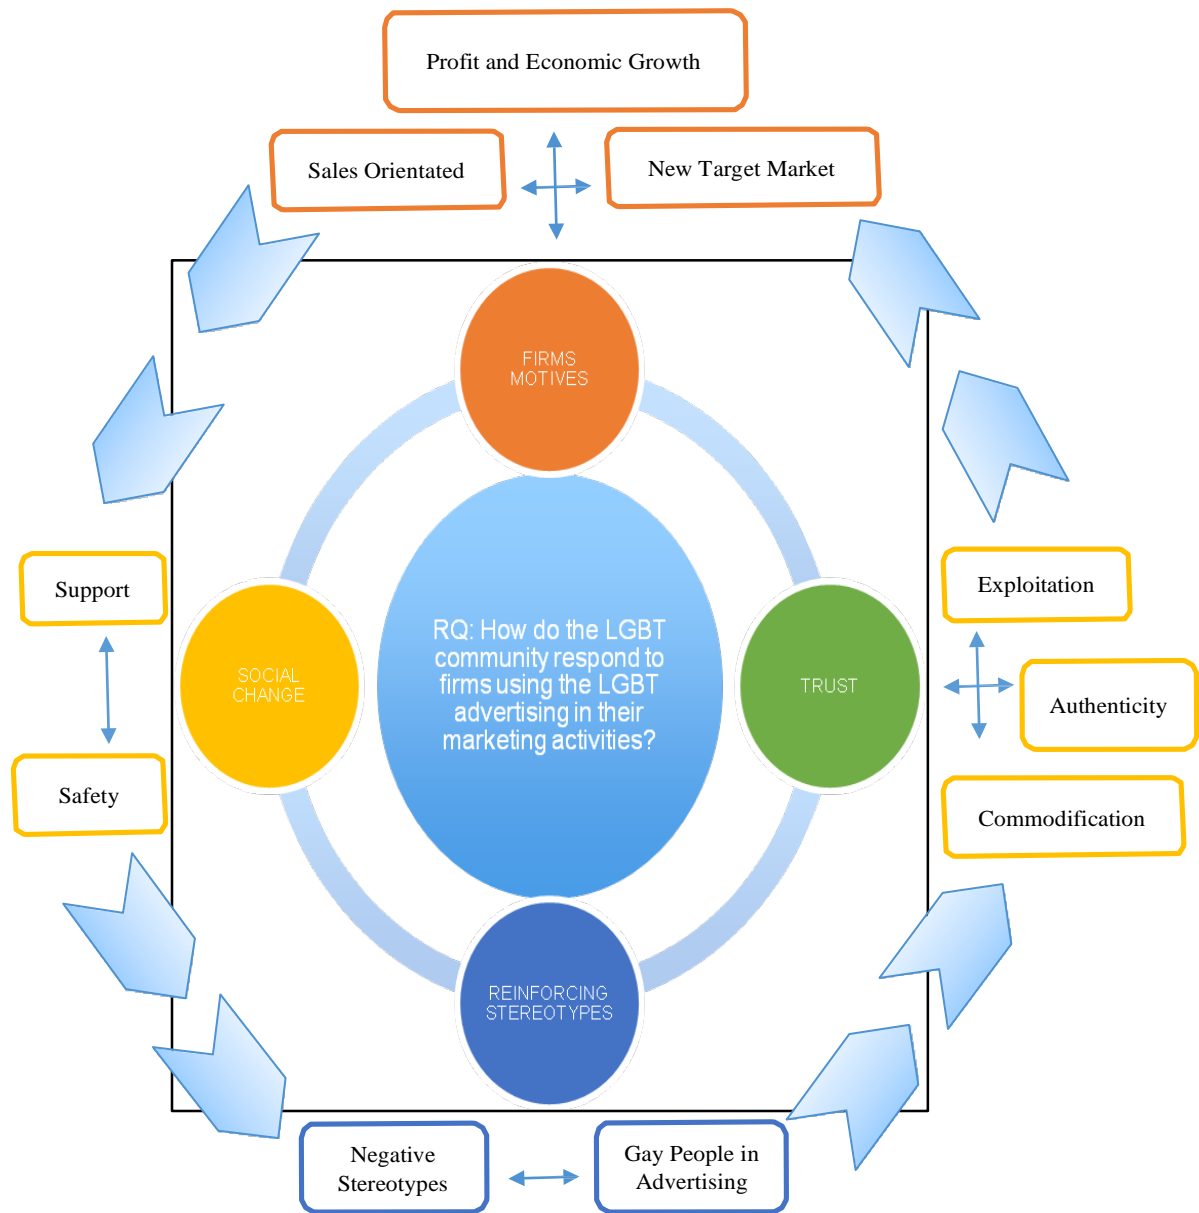 Profit and Economic Growth
Sales Orientated
New Target Market
FIRMS
MOTIVES
Support
Safety
SOCIAL
CHANGE
RQ: How do the LGBT
community respond to
firms using the LGBT
advertising in their
marketing activities?
TRUST
Exploitation
Authenticity
Commodification
REINFORCING
STEREOTYPES
Negative
Stereotypes
Gay People in
Advertising